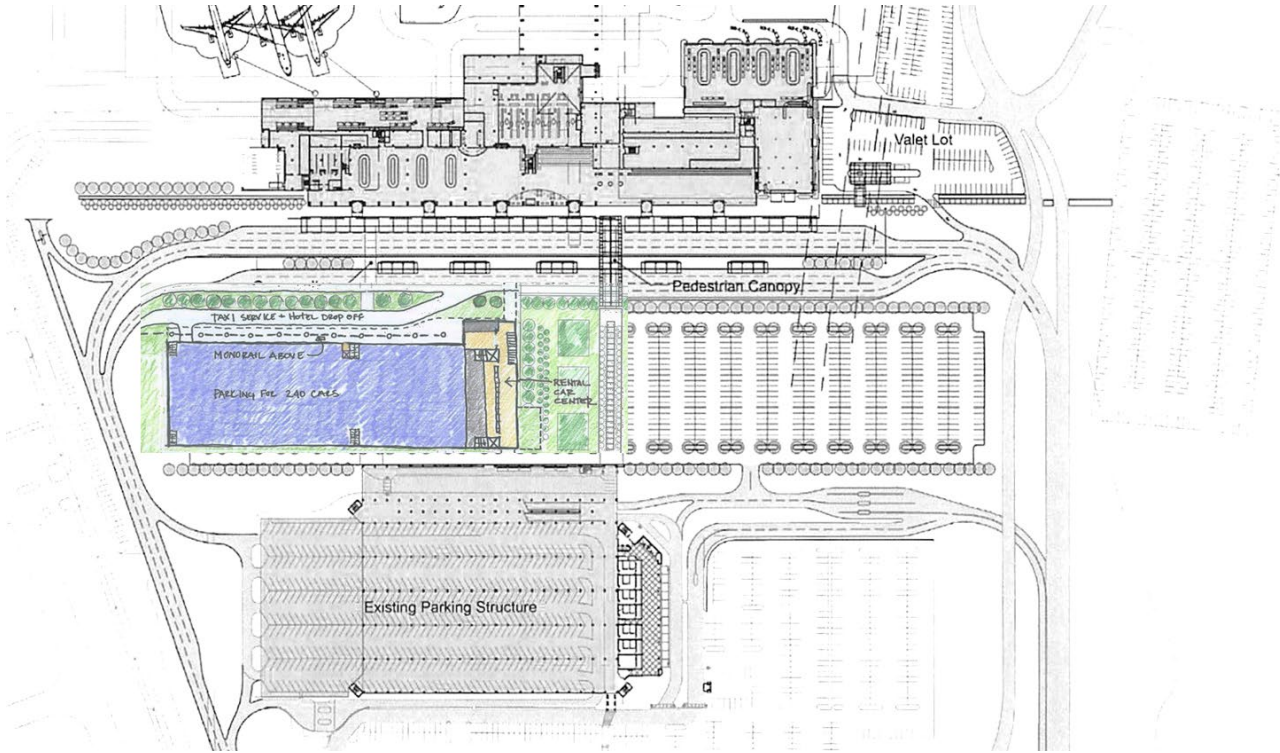 Valet Lot
Pedestrian Canopy
TAXI SERVICE + HOTEL DROP OFF
MONORAIL ABOVE
PARKING FOR 240 CARS
RENTAL
CAR
CENTER
Existing Parking Structure